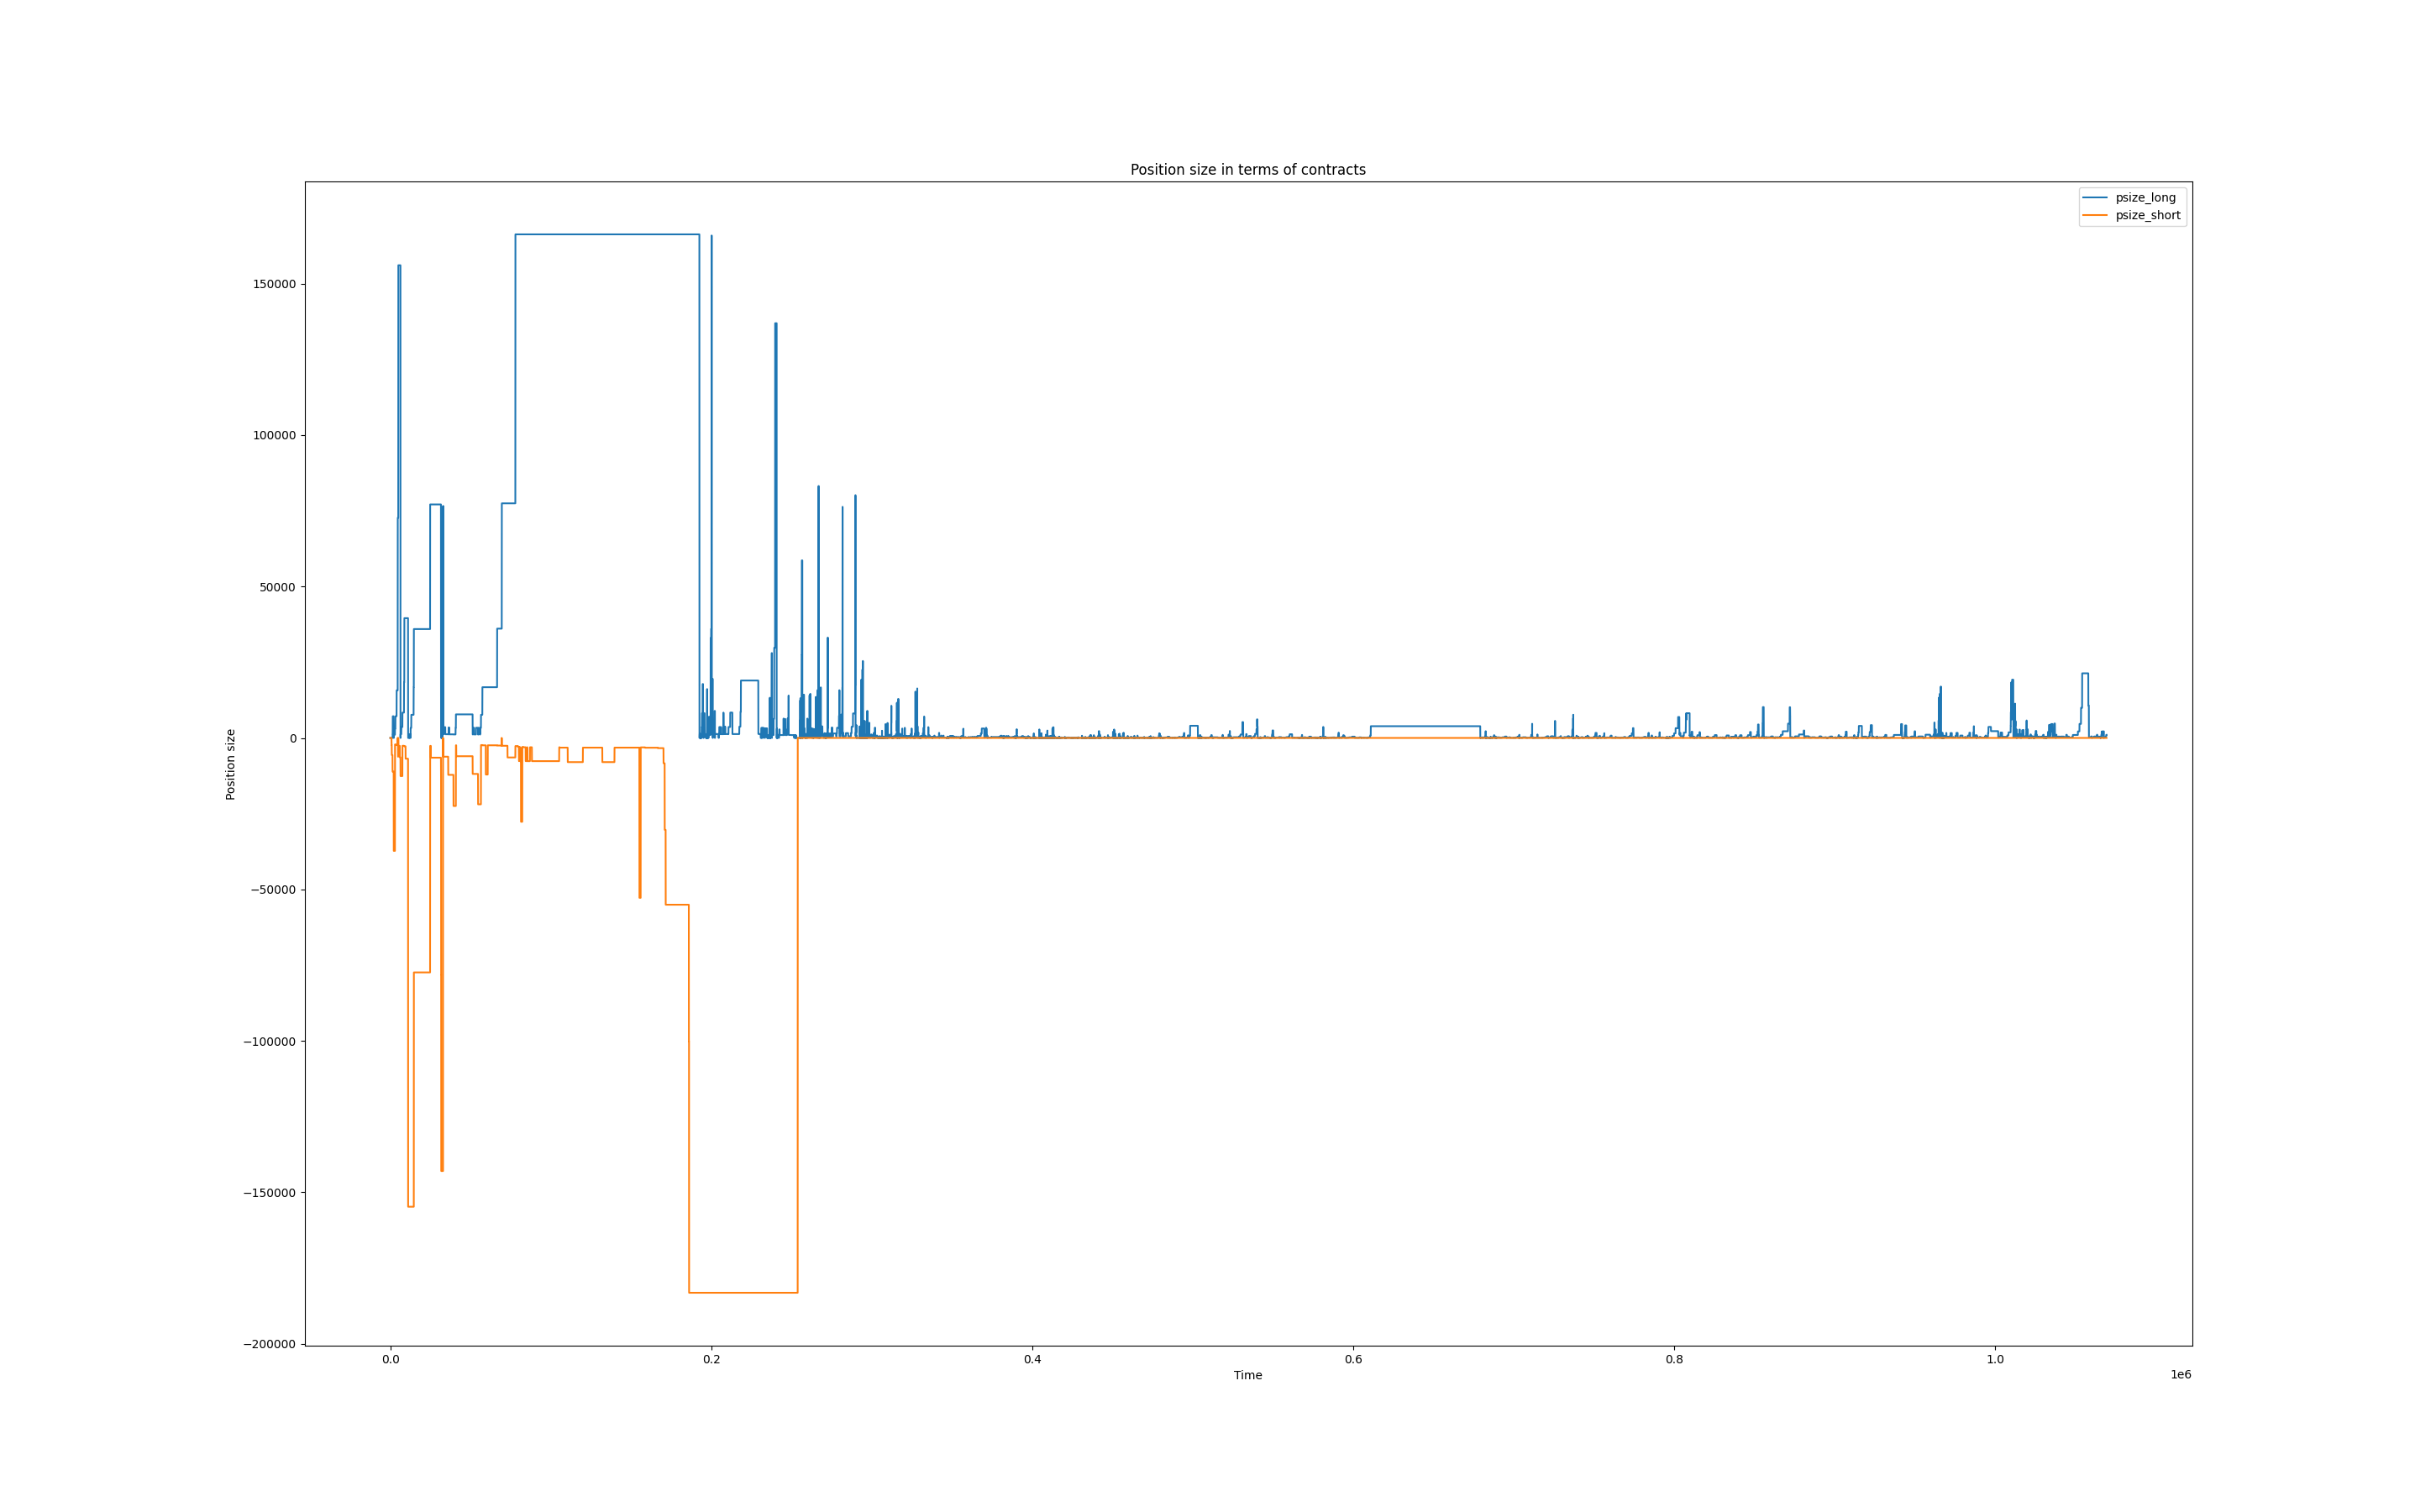 Position size in terms of contracts
psize_long
psize_short
150000
100000
50000
0
−50000
−100000
−150000
−200000
Position size
0.0 0.2 0.4 0.6 0.8 1.0
Time
1e6